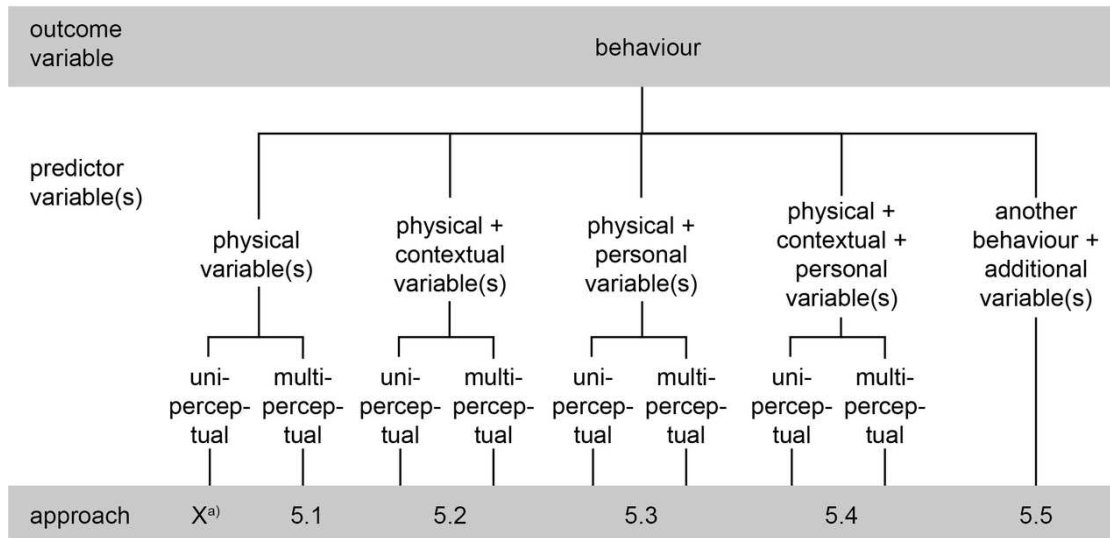 outcome
variable
behaviour
predictor
variable(s)
physical
variable(s)
physical +
contextual
variable(s)
physical +
personal
variable(s)
physical +
contextual +
personal
variable(s)
another
behaviour +
additional
variable(s)
uni-
percep-
tual
multi-
percep-
tual
uni-
percep-
tual
multi-
percep-
tual
uni-
percep-
tual
multi-
percep-
tual
uni-
percep-
tual
multi-
percep-
tual
approach Xa) 5.1 5.2 5.3 5.4 5.5